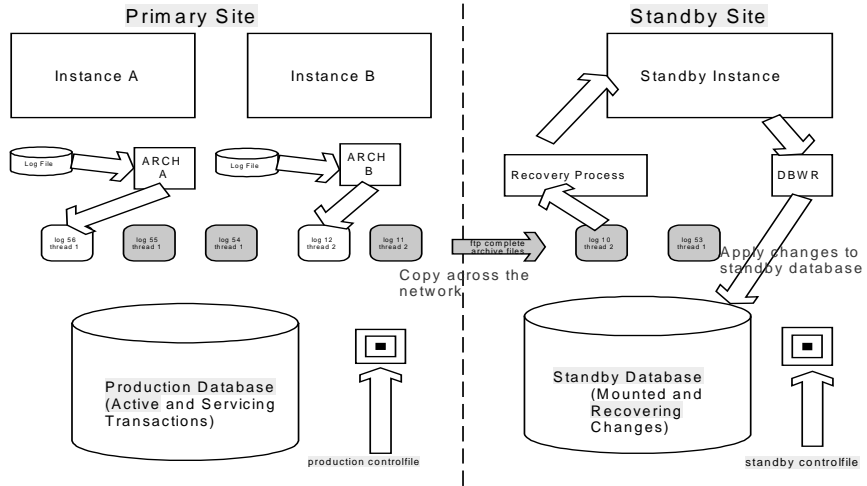 Primary Site
Standby Site
Instance A
Instance B
Standby Instance
Log File
ARCH
A
Log File
ARCH
B
Recovery Process
DBWR
log 56
thread 1
log 55
thread 1
log 54
thread 1
log 12
thread 2
log 11
thread 2
ftp complete
archive files
log 10
thread 2
log 53
thread 1
Copy across the
network
Apply changes to
standby database
Production Database
(Active and Servicing
Transactions)
production controlfile
Standby Database
(Mounted and
Recovering
Changes)
standby controlfile